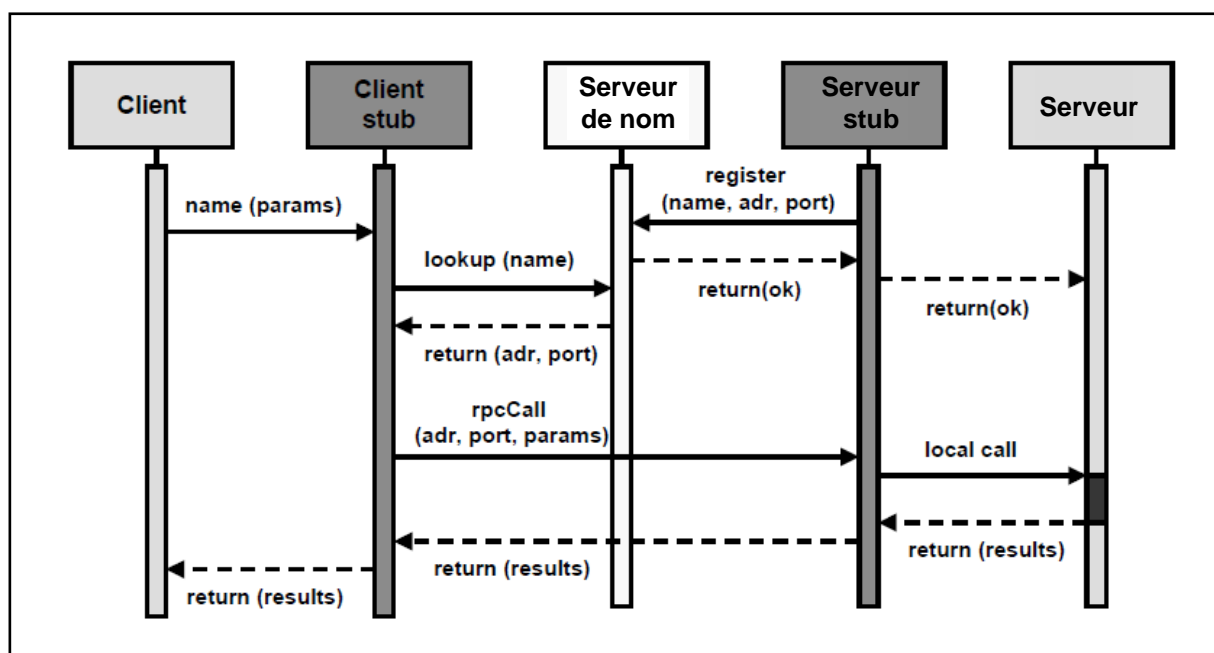 Client
Client
stub
Serveur
de nom
Serveur
stub
Serveur
register
(name, adr, port)
name (params)
lookup (name)
return(ok)
return(ok)
return (adr, port)
rpcCall
(adr, port, params)
local call
return (results)
return (results)
return (results)